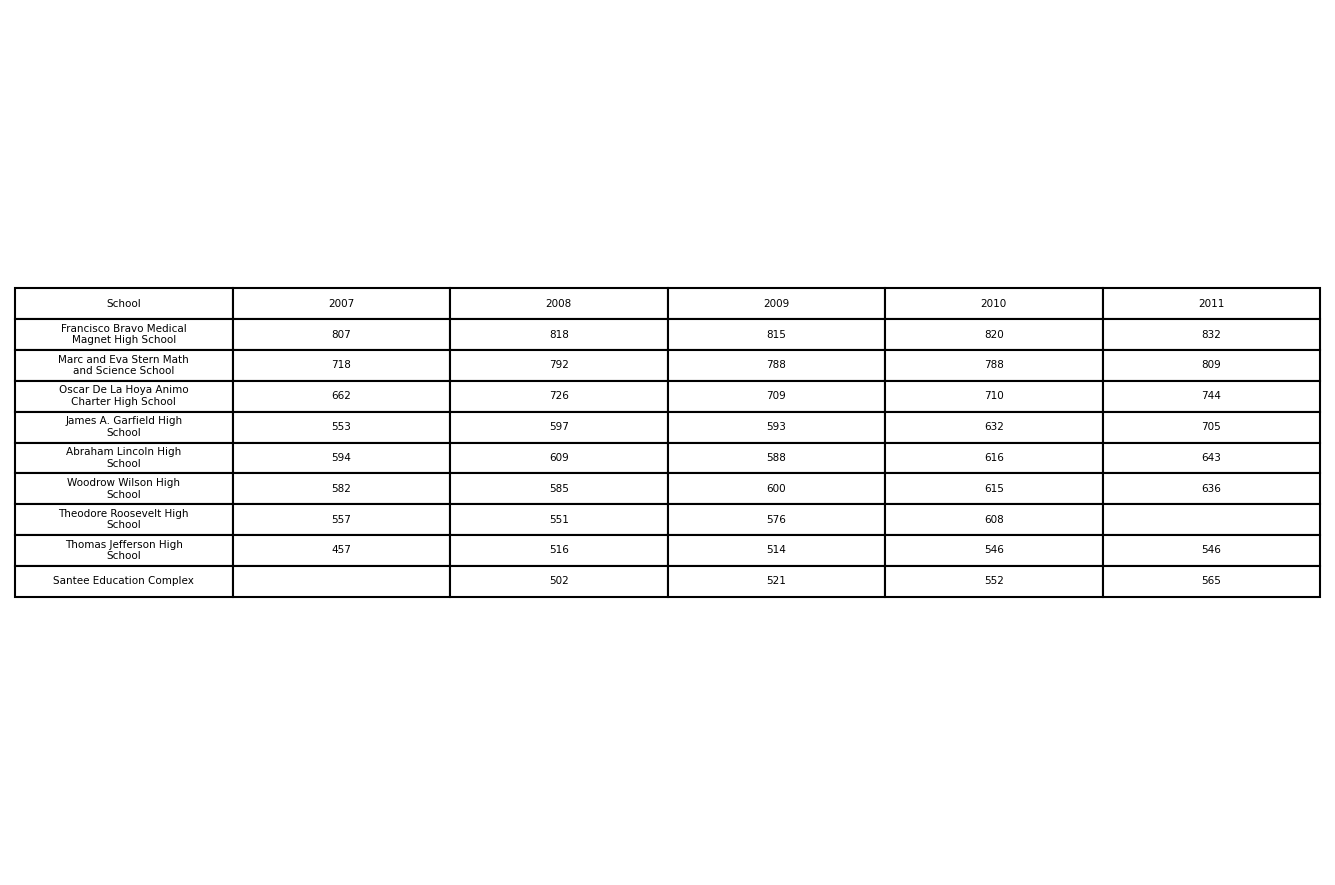 School 2007 2008 2009 2010 2011
Francisco Bravo Medical
Magnet High School 807 818 815 820 832
Marc and Eva Stern Math
and Science School 718 792 788 788 809
Oscar De La Hoya Animo
Charter High School 662 726 709 710 744
James A. Garfield High
School 553 597 593 632 705
Abraham Lincoln High
School 594 609 588 616 643
Woodrow Wilson High
School 582 585 600 615 636
Theodore Roosevelt High
School 557 551 576 608
Thomas Jefferson High
School 457 516 514 546 546
Santee Education Complex 502 521 552 565